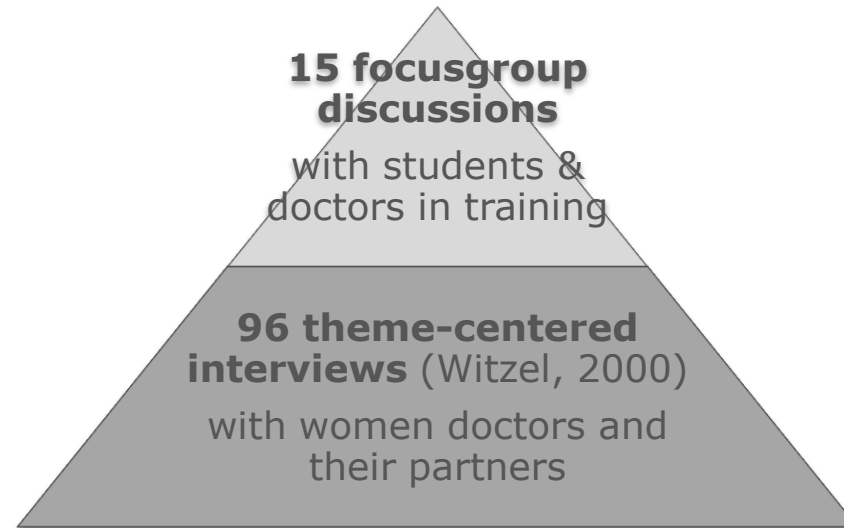 15 focusgroup
discussions
with students &
doctors in training
96 theme-centered
interviews (Witzel, 2000)
with women doctors and
their partners